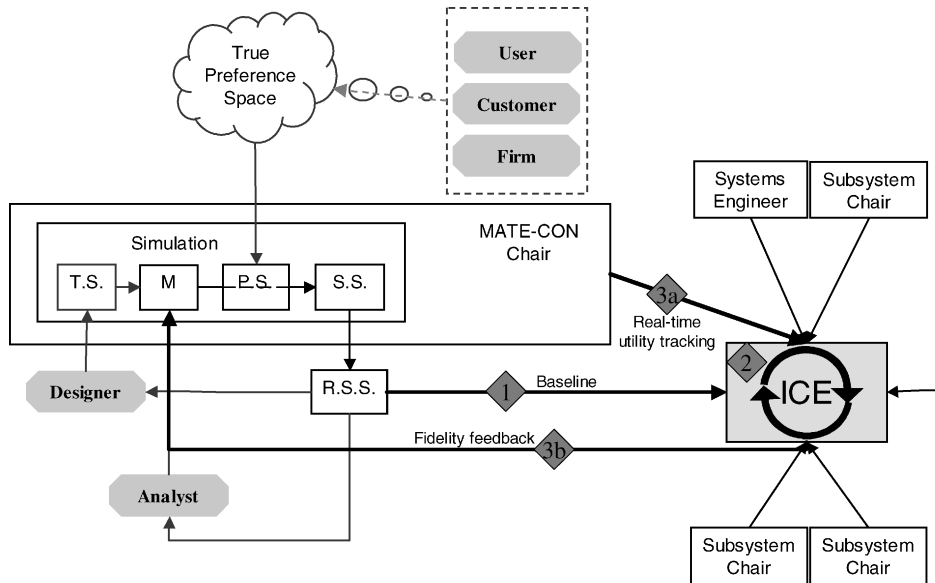 True
Preference
Space
User
Customer
Firm
Systems
Engineer
Subsystem
Chair
MATE-CON
Chair
Simulation
T.S.
M
P.S.
S.S.
3a
Real-time
utility tracking
2
ICE
Designer
R.S.S.
1
Baseline
Fidelity feedback
3b
Analyst
Subsystem
Chair
Subsystem
Chair